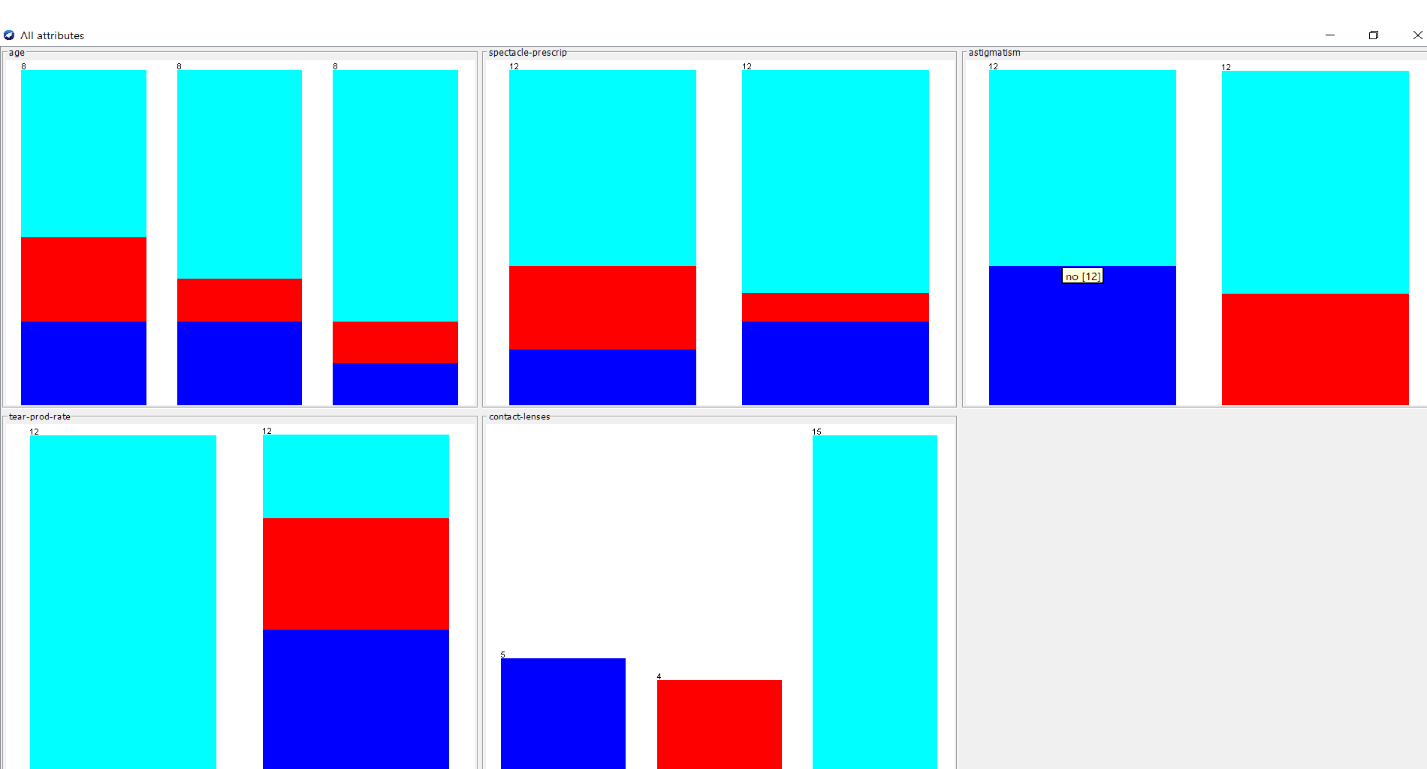 All attributes
age
spectacle-prescrip
astigmatism
8
8
8
12
12
12
12
no [12]
tear-prod-rate
contact-lenses
12
12
5
4
15